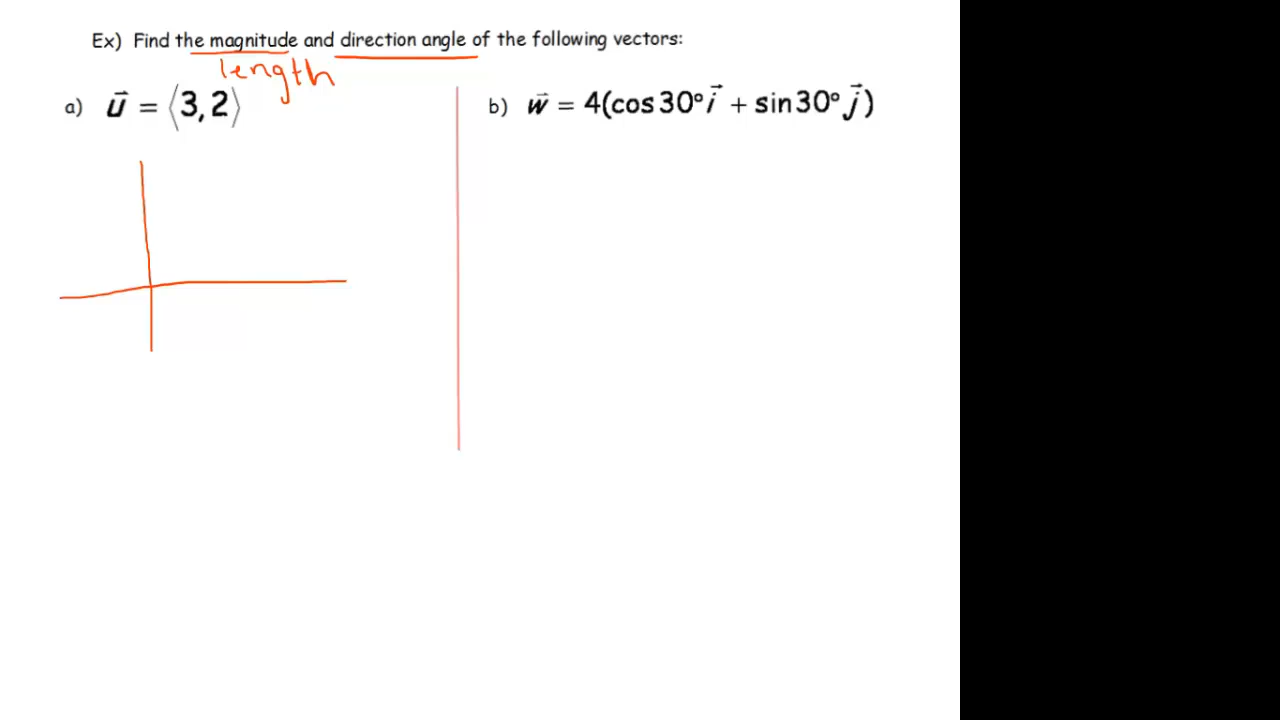 Ex) Find the magnitude and direction angle of the following vectors:
length
a) u⃗ = ⟨3, 2⟩
b) w⃗ = 4(cos 30° i⃗ + sin 30° j⃗)